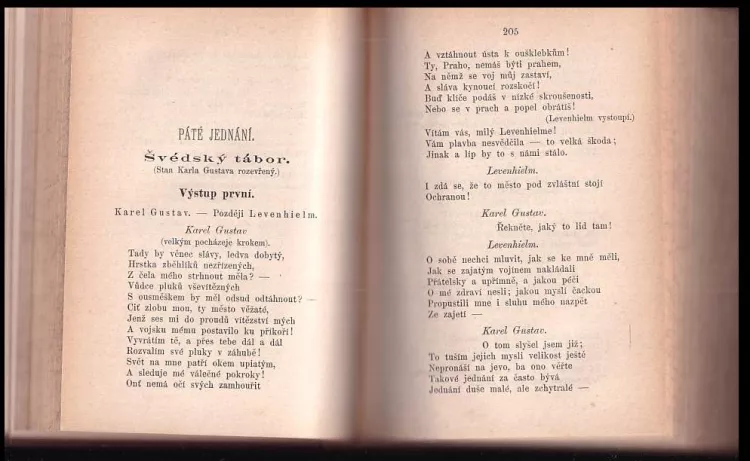 PÁTÉ JEDNÁNÍ.
Švédský tábor.
(Stan Karla Gustava rozevřený.)
Výstup první.
Karel Gustav. — Později Levenhielm.
Karel Gustav
(velkým pocházeje krokem).
Tady by věnec slávy, ledva dobytý,
Hrstka zběhlíků nezřízených,
Z čela mého strhnout měla? —
Vůdce pluků vševítězných
S ousměškem by měl odsud odtáhnout? —
Ciť zlobu mou, ty město věžaté,
Jenž ses mi do proudů vítězství mých
A vojsku mému postavilo ku příkoří!
Vyvrátím tě, a přes tebe dál a dál
Rozvalím své pluky v záhubě!
Svět na mne patří okem upiatým,
A sleduje mé válečné pokroky!
Onť nemá očí svých zamhouřit
205
A vztáhnout ústa k oušklebkům!
Ty, Praho, nemáš býti prahem,
Na němž se voj můj zastaví,
A sláva kynoucí rozskočí!
Buď klíče podáš v nízké skroušenosti,
Nebo se v prach a popel obrátíš!
(Levenhielm vystoupí.)
Vítám vás, milý Levenhielme!
Vám plavba nesvědčila — to velká škoda;
Jinak a líp by to s námi stálo.
Levenhielm.
I zdá se, že to město pod zvláštní stojí
Ochranou!
Karel Gustav.
Řekněte, jaký to lid tam!
Levenhielm.
O sobě nechci mluvit, jak se ke mně měli,
Jak se zajatým vojínem nakládali
Přátelsky a upřímně, a jakou péči
O mé zdraví nesli; jakou myslí čackou
Propustili mne i sluhu mého nazpět
Ze zajetí —
Karel Gustav.
O tom slyšel jsem již;
To tuším jejich mysli velikost ještě
Nepronáší na jevo, ba ono věřte
Takové jednání za často bývá
Jednání duše malé, ale zchytralé —